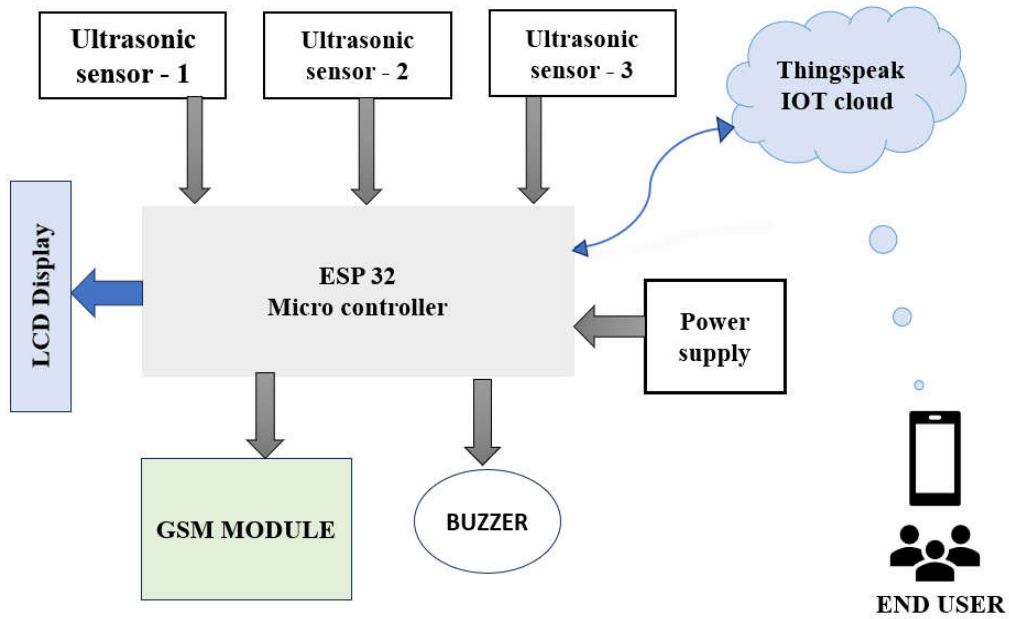 Ultrasonic
sensor - 1
Ultrasonic
sensor - 2
Ultrasonic
sensor - 3
Thingspeak
IOT cloud
LCD Display
ESP 32
Micro controller
Power
supply
GSM MODULE
BUZZER
END USER